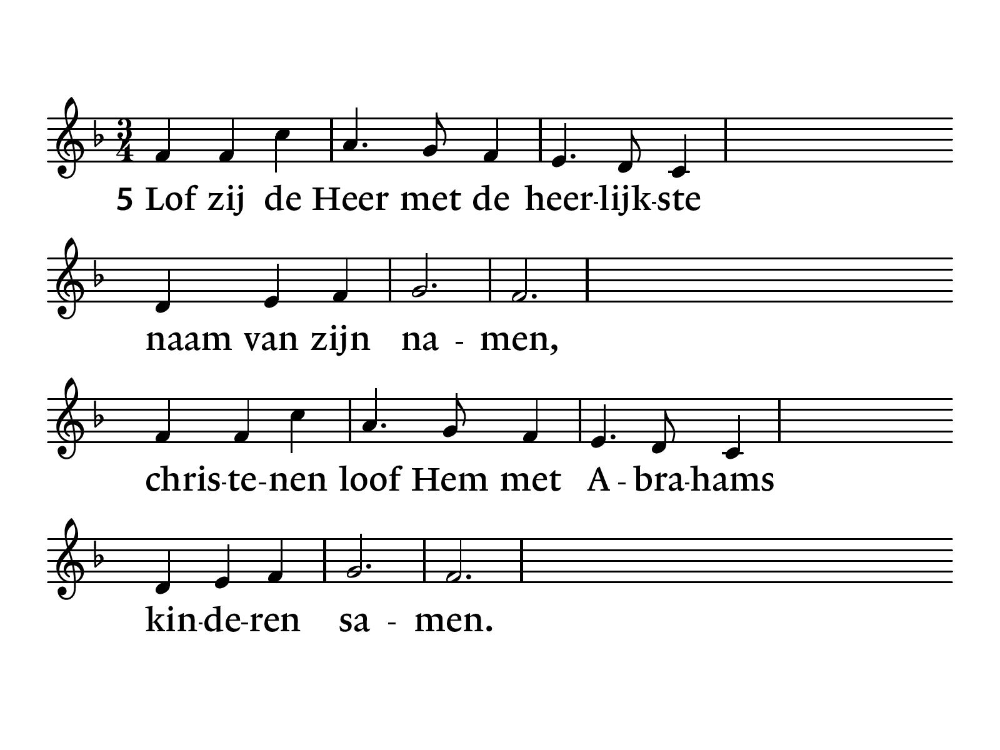 5 Lof zij de Heer met de heer-lijk-ste
naam van zijn na - men,
chris-te-nen loof Hem met A - bra-hams
kin-de-ren sa - men.